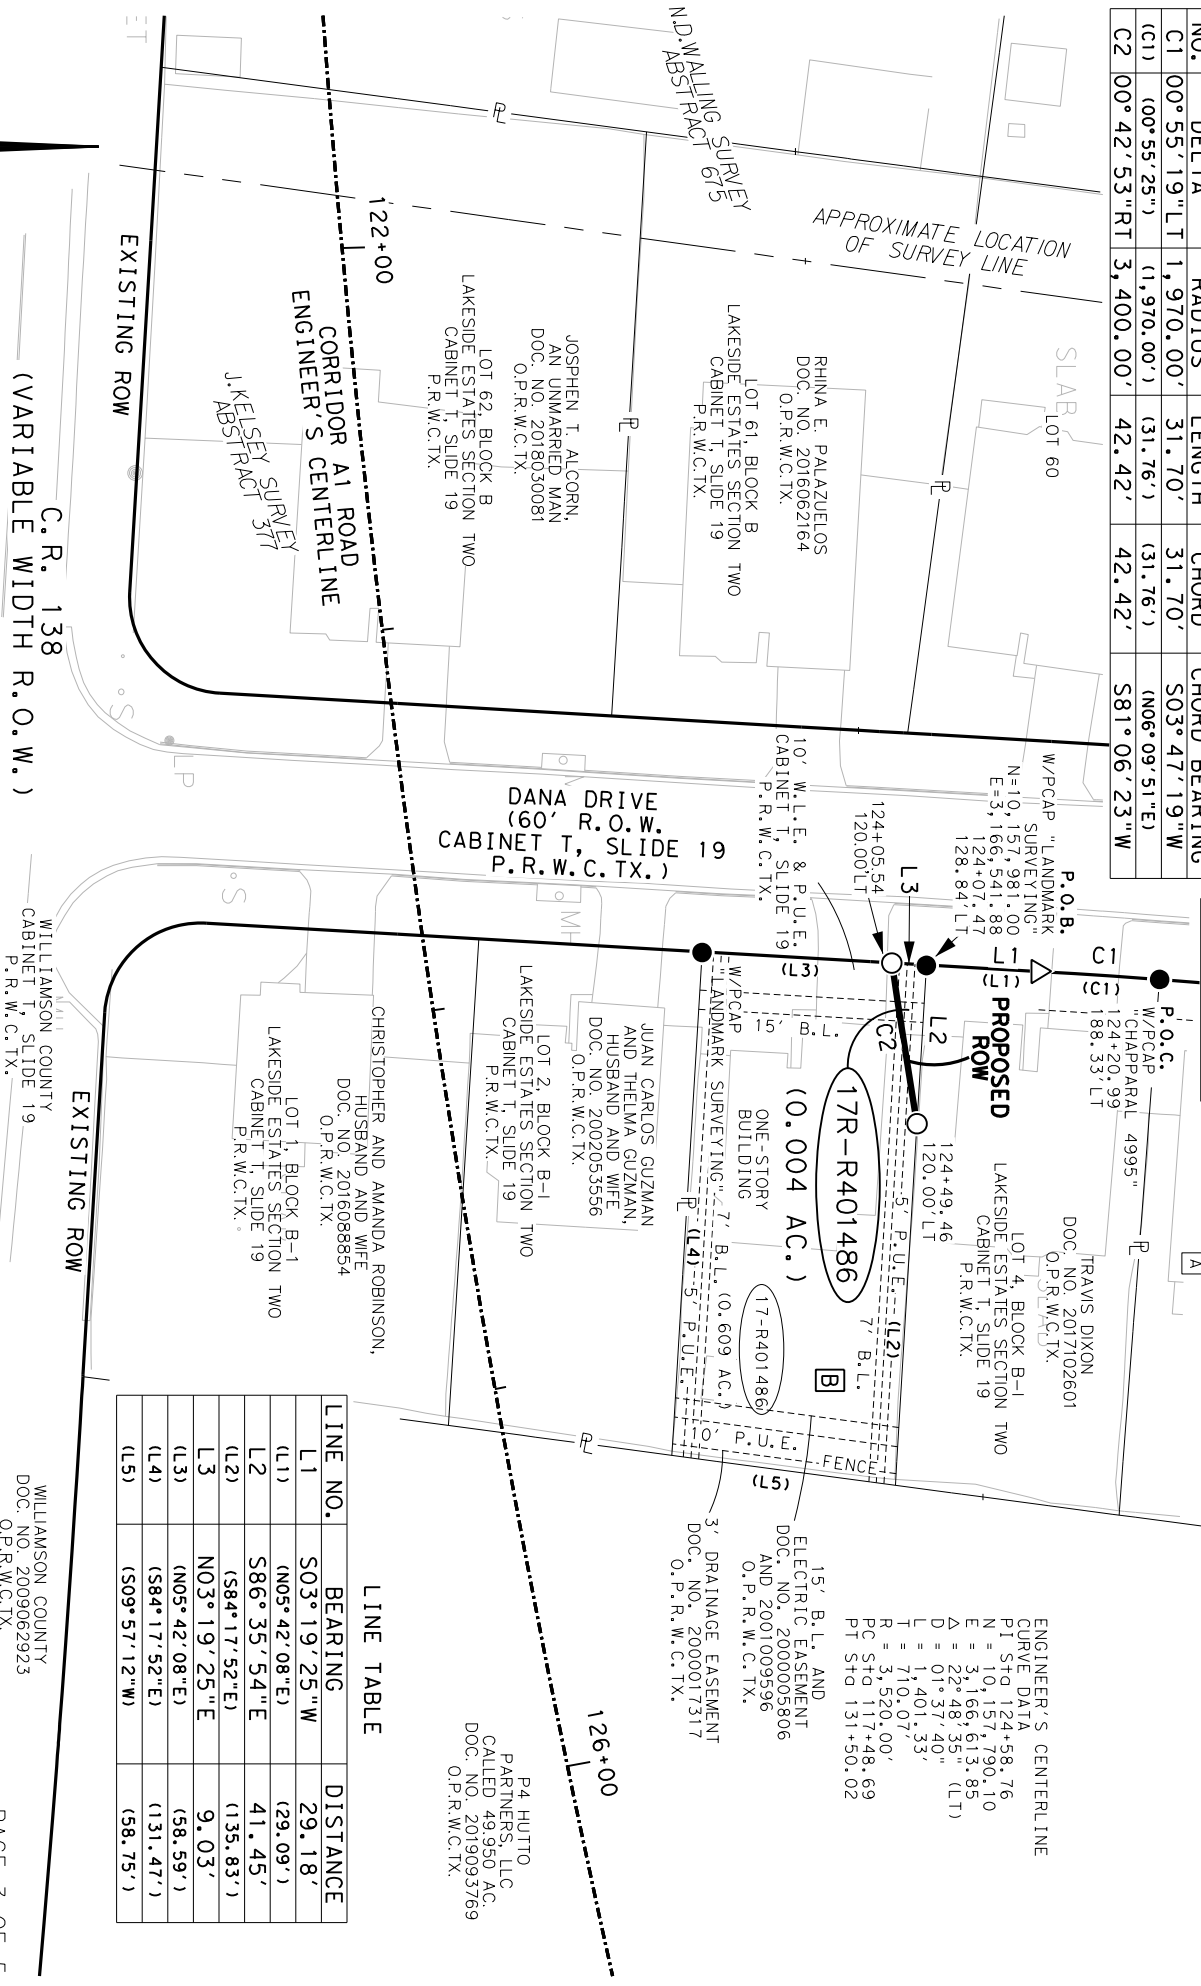 NO. DELTA RADIUS LENGTH CHORD CHORD BEARING
C1 00°55'19"LT 1,970.00' 31.70' 31.70' S03°47'19"W
(C1) (00°55'25") (1,970.00') (31.76') (31.76') (N06°09'51"E)
C2 00°42'53"RT 3,400.00' 42.42' 42.42' S81°06'23"W
N.D.WALLING SURVEY
ABSTRACT 675
APPROXIMATE LOCATION
OF SURVEY LINE
SLAB
LOT 60
RHINA E. PALAZUELOS
DOC. NO. 2016062164
O.P.R.W.C.TX.
LOT 61, BLOCK B
LAKESIDE ESTATES SECTION TWO
CABINET T, SLIDE 19
P.R.W.C.TX.
JOSPHEN T. ALCORN,
AN UNMARRIED MAN
DOC. NO. 2018030081
O.P.R.W.C.TX.
LOT 62, BLOCK B
LAKESIDE ESTATES SECTION TWO
CABINET T, SLIDE 19
P.R.W.C.TX.
122+00
CORRIDOR A1 ROAD
ENGINEER'S CENTERLINE
J.KELSEY SURVEY
ABSTRACT 377
EXISTING ROW
C.R. 138
(VARIABLE WIDTH R.O.W.)
S
LP
DANA DRIVE
(60' R.O.W.
CABINET T, SLIDE 19
P.R.W.C.TX.)
S
MH
10' W.L.E. & P.U.E.
CABINET T, SLIDE 19
P.R.W.C.TX.
124+05.54
120.00'LT
L3
P.O.B.
W/PCAP "LANDMARK
SURVEYING"
N=10,157,981.00
E=3,166,541.88
124+07.47
128.84'LT
L1
(L1)
C1
(C1)
P.O.C.
W/PCAP
"CHAPPARAL 4995"
124+20.99
188.33'LT
PROPOSED
ROW
L2
C2
(L3)
W/PCAP
"LANDMARK SURVEYING"
15' B.L.
17R-R401486
(0.004 AC.)
ONE-STORY
BUILDING
124+49.46
120.00'LT
5' P.U.E.
(L2)
7' B.L.
TRAVIS DIXON
DOC. NO. 2017102601
O.P.R.W.C.TX.
LOT 4, BLOCK B-I
LAKESIDE ESTATES SECTION TWO
CABINET T, SLIDE 19
P.R.W.C.TX.
A
17-R401486
(0.609 AC.)
B
7' B.L.
(L4)
5' P.U.E.
10' P.U.E.
FENCE
(L5)
JUAN CARLOS GUZMAN
AND THELMA GUZMAN,
HUSBAND AND WIFE
DOC. NO. 2002053556
O.P.R.W.C.TX.
LOT 2, BLOCK B-I
LAKESIDE ESTATES SECTION TWO
CABINET T, SLIDE 19
P.R.W.C.TX.
CHRISTOPHER AND AMANDA ROBINSON,
HUSBAND AND WIFE
DOC. NO. 2016088854
O.P.R.W.C.TX.
LOT 1, BLOCK B-1
LAKESIDE ESTATES SECTION TWO
CABINET T, SLIDE 19
P.R.W.C.TX.
WILLIAMSON COUNTY
CABINET T, SLIDE 19
P.R.W.C.TX.
EXISTING ROW
WILLIAMSON COUNTY
DOC. NO. 2009062923
O.P.R.W.C.TX.
15' B.L. AND
ELECTRIC EASEMENT
DOC. NO. 2000005806
AND 2001009596
O.P.R.W.C.TX.
3' DRAINAGE EASEMENT
DOC. NO. 2000017317
O.P.R.W.C.TX.
ENGINEER'S CENTERLINE
CURVE DATA
PI Sta 124+58.76
N = 10,157,790.10
E = 3,166,613.85
Δ = 22°48'35" (LT)
D = 01°37'40"
L = 1,401.33'
T = 710.07'
R = 3,520.00'
PC Sta 117+48.69
PT Sta 131+50.02
126+00
P4 HUTTO
PARTNERS, LLC
CALLED 49.950 AC.
DOC. NO. 2019093769
O.P.R.W.C.TX.
LINE TABLE
LINE NO. BEARING DISTANCE
L1 S03°19'25"W 29.18'
(L1) (N05°42'08"E) (29.09')
L2 S86°35'54"E 41.45'
(L2) (S84°17'52"E) (135.83')
L3 N03°19'25"E 9.03'
(L3) (N05°42'08"E) (58.59')
(L4) (S84°17'52"E) (131.47')
(L5) (S09°57'12"W) (58.75')